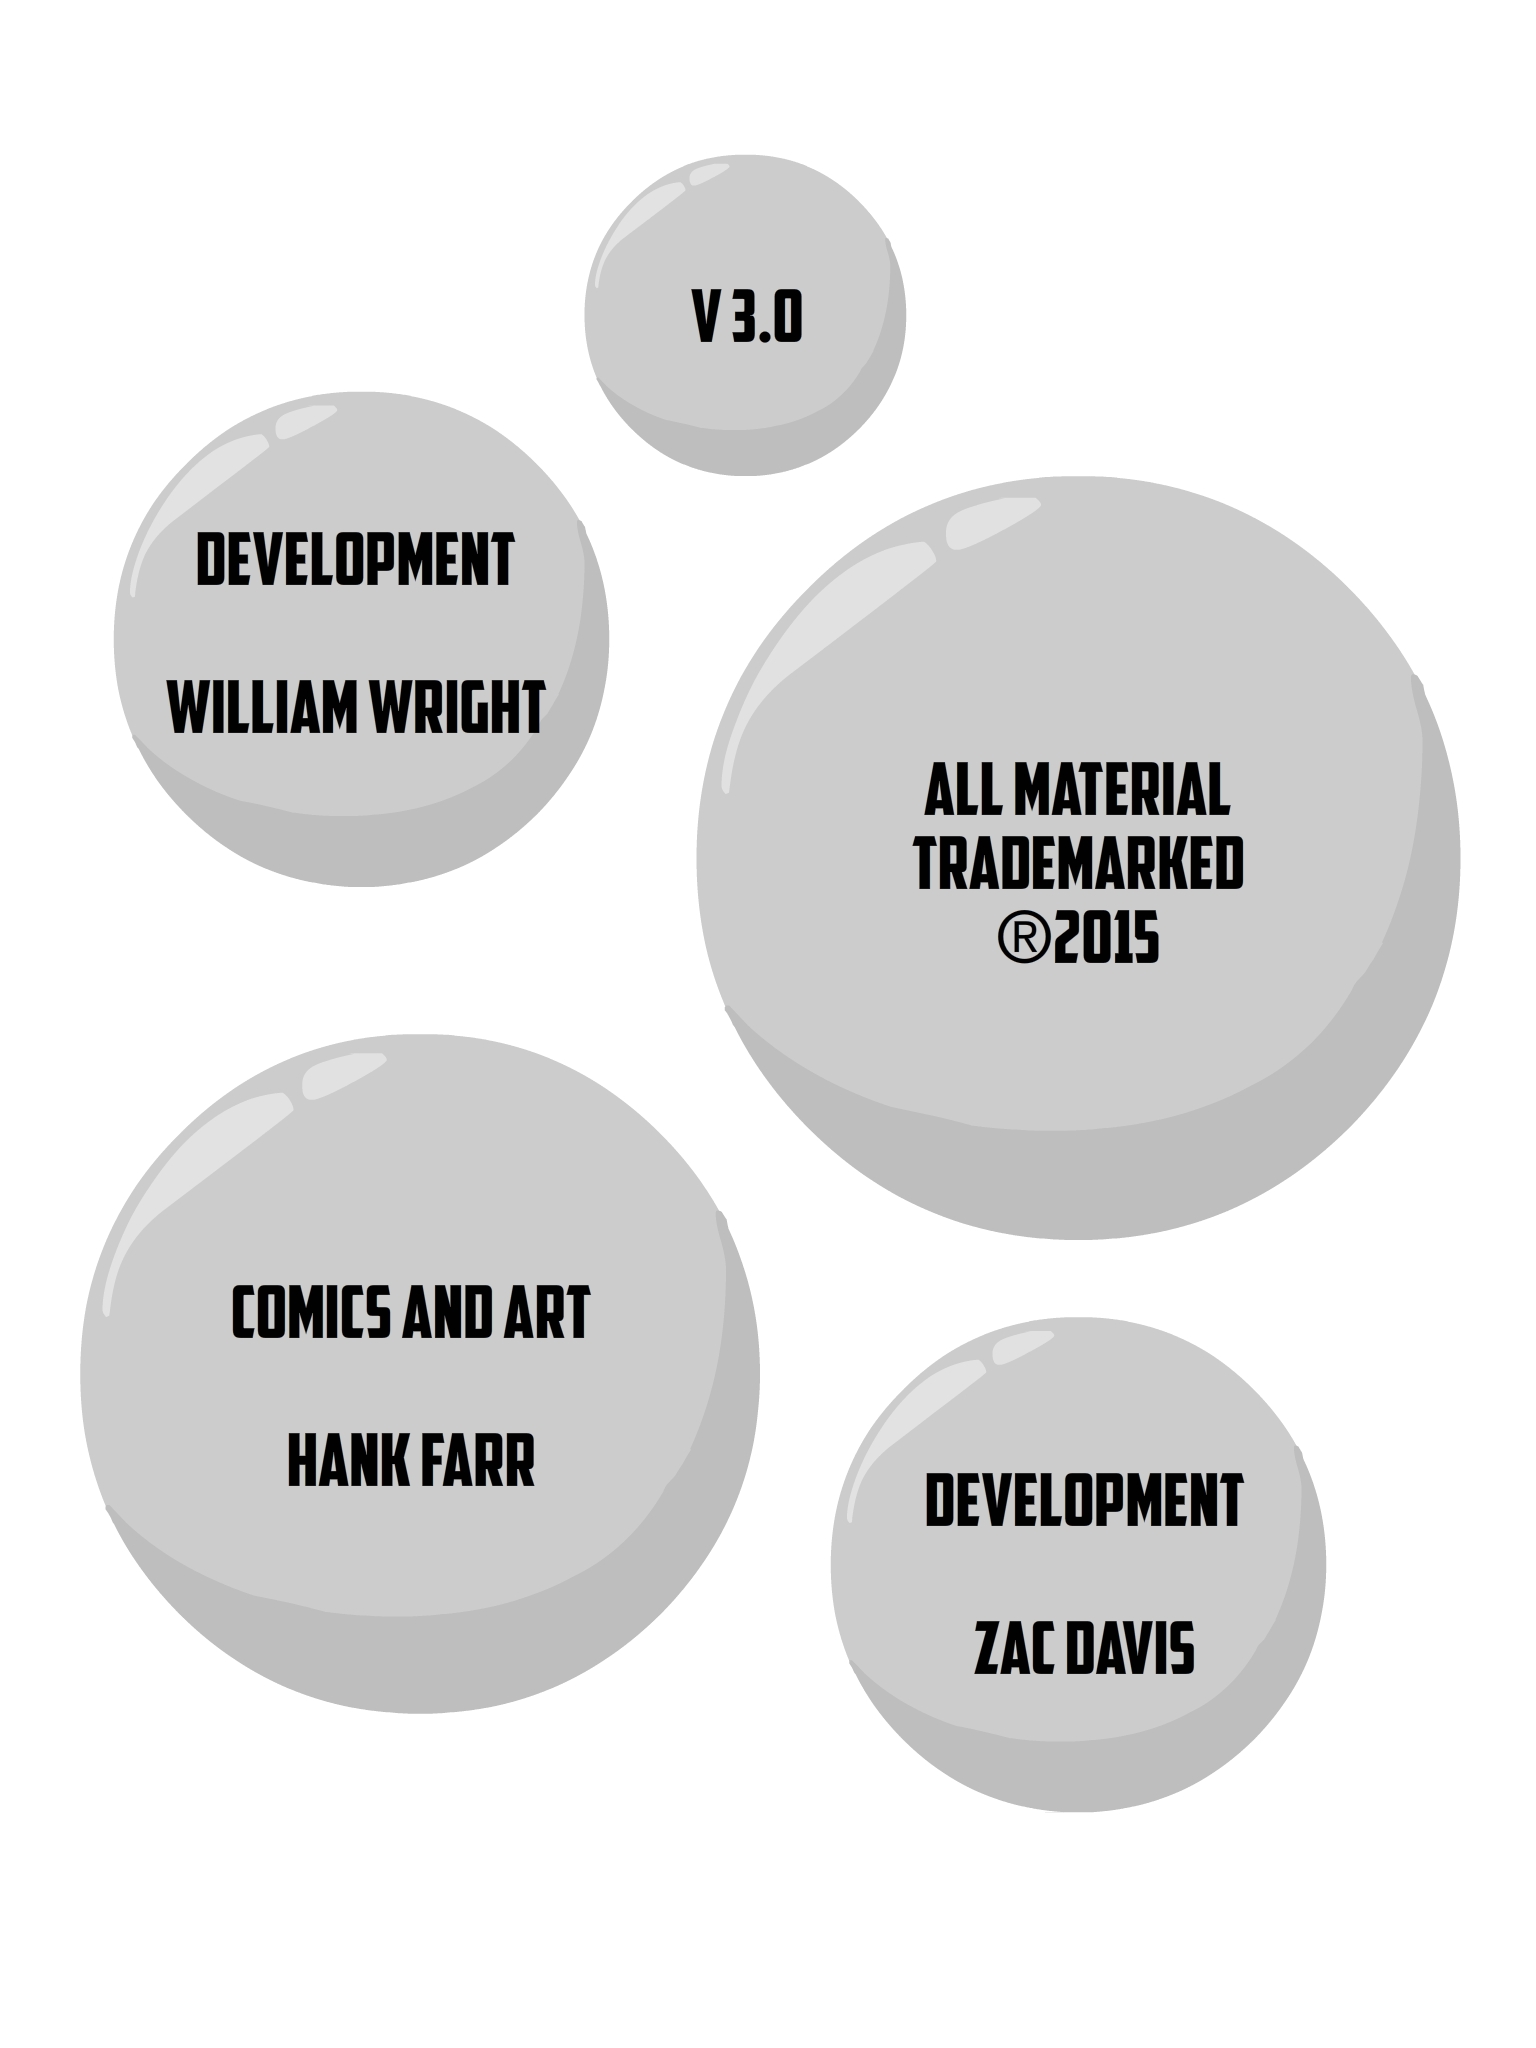 V 3.0
DEVELOPMENT
WILLIAM WRIGHT
ALL MATERIAL
TRADEMARKED
®2015
COMICS AND ART
HANK FARR
DEVELOPMENT
ZAC DAVIS